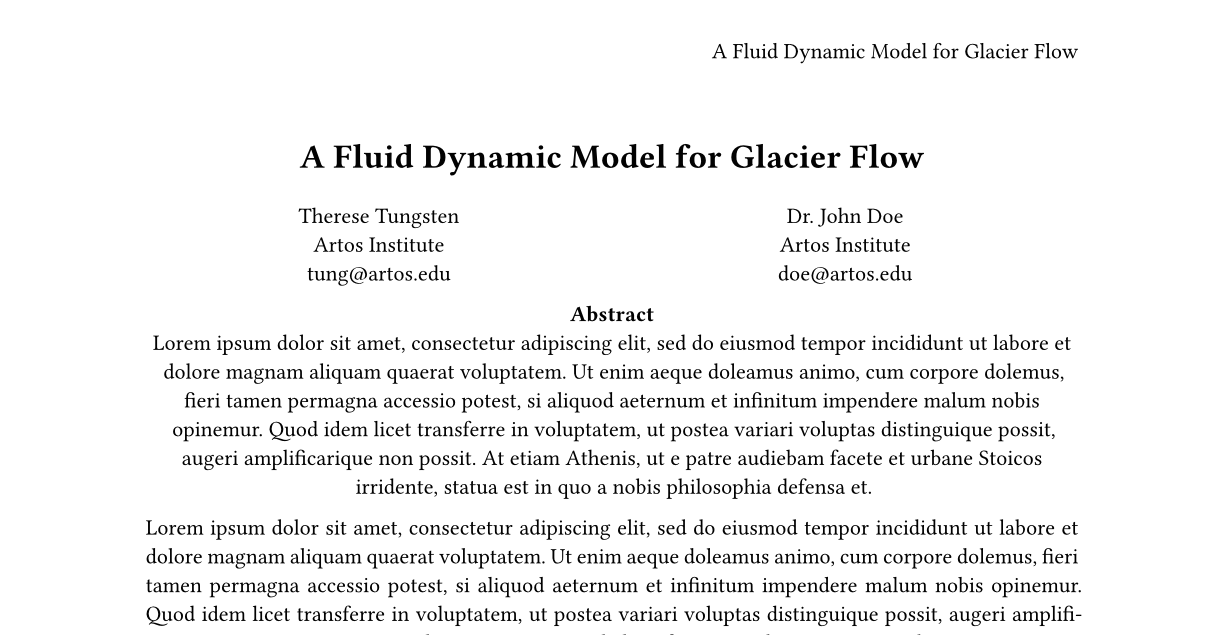 A Fluid Dynamic Model for Glacier Flow
A Fluid Dynamic Model for Glacier Flow
Therese Tungsten
Artos Institute
tung@artos.edu
Dr. John Doe
Artos Institute
doe@artos.edu
Abstract
Lorem ipsum dolor sit amet, consectetur adipiscing elit, sed do eiusmod tempor incididunt ut labore et
dolore magnam aliquam quaerat voluptatem. Ut enim aeque doleamus animo, cum corpore dolemus,
fieri tamen permagna accessio potest, si aliquod aeternum et infinitum impendere malum nobis
opinemur. Quod idem licet transferre in voluptatem, ut postea variari voluptas distinguique possit,
augeri amplificarique non possit. At etiam Athenis, ut e patre audiebam facete et urbane Stoicos
irridente, statua est in quo a nobis philosophia defensa et.
Lorem ipsum dolor sit amet, consectetur adipiscing elit, sed do eiusmod tempor incididunt ut labore et
dolore magnam aliquam quaerat voluptatem. Ut enim aeque doleamus animo, cum corpore dolemus, fieri
tamen permagna accessio potest, si aliquod aeternum et infinitum impendere malum nobis opinemur.
Quod idem licet transferre in voluptatem, ut postea variari voluptas distinguique possit, augeri amplifi-